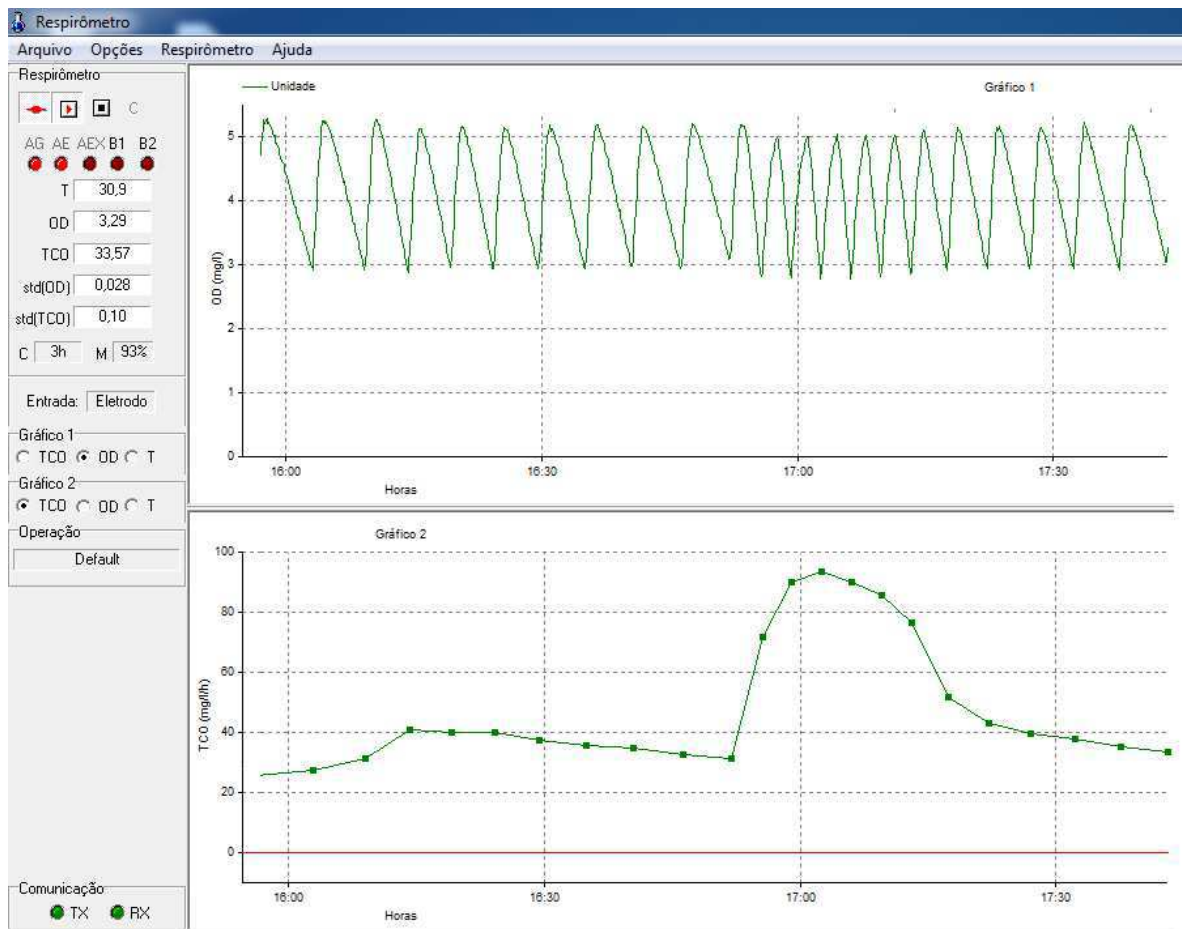 Respirômetro
Arquivo Opções Respirômetro Ajuda
Respirômetro
C
AG AE AEX B1 B2
T 30,9
OD 3,29
TCO 33,57
std(OD) 0,028
std(TCO) 0,10
C 3h M 93%
Entrada: Eletrodo
Gráfico 1
TCO OD T
Gráfico 2
TCO OD T
Operação
Default
Comunicação
TX RX
Unidade
Gráfico 1
OD (mg/l)
5
4
3
2
1
0
16:00 16:30 17:00 17:30
Horas
Gráfico 2
TCO (mg/l/h)
100
80
60
40
20
0
16:00 16:30 17:00 17:30
Horas